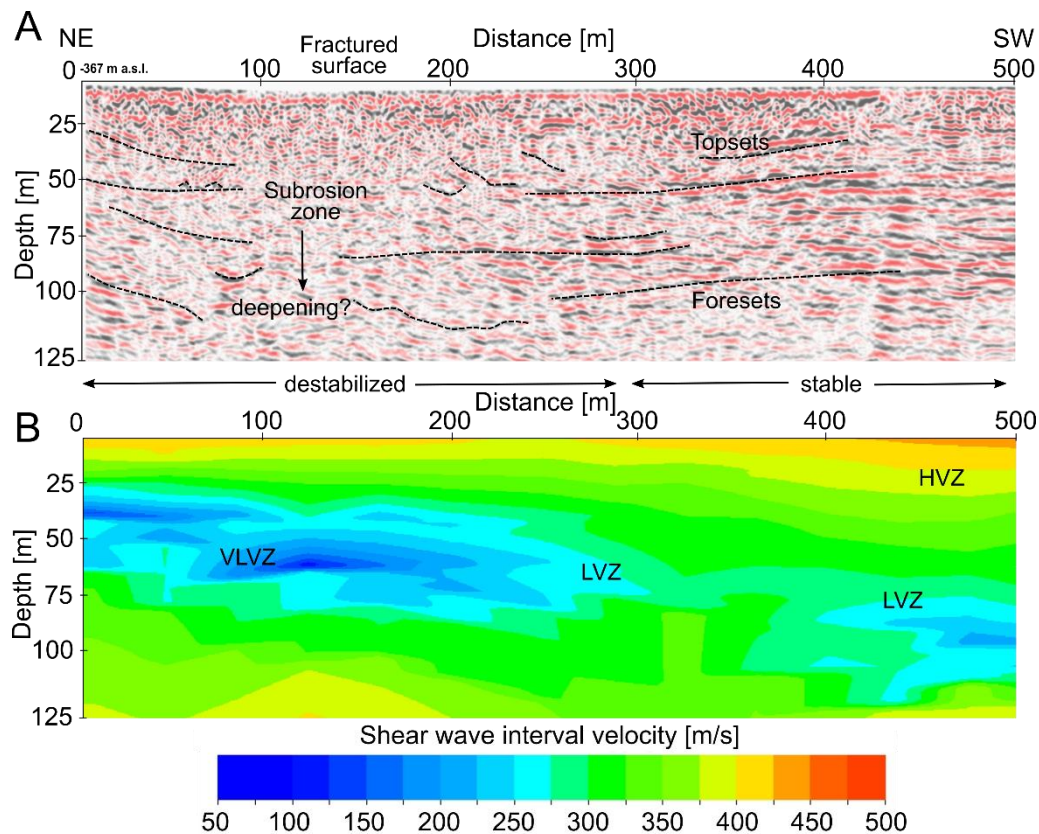 A
NE Fractured surface Distance [m] SW
0 -367 m a.s.l. 100 200 300 400 500
25
50
75
100
125
Depth [m]
Topsets
Subrosion
zone
deepening?
Foresets
destabilized stable
B
Distance [m]
0 100 200 300 400 500
25
50
75
100
125
Depth [m]
HVZ
VLVZ LVZ
LVZ
Shear wave interval velocity [m/s]
50 100 150 200 250 300 350 400 450 500